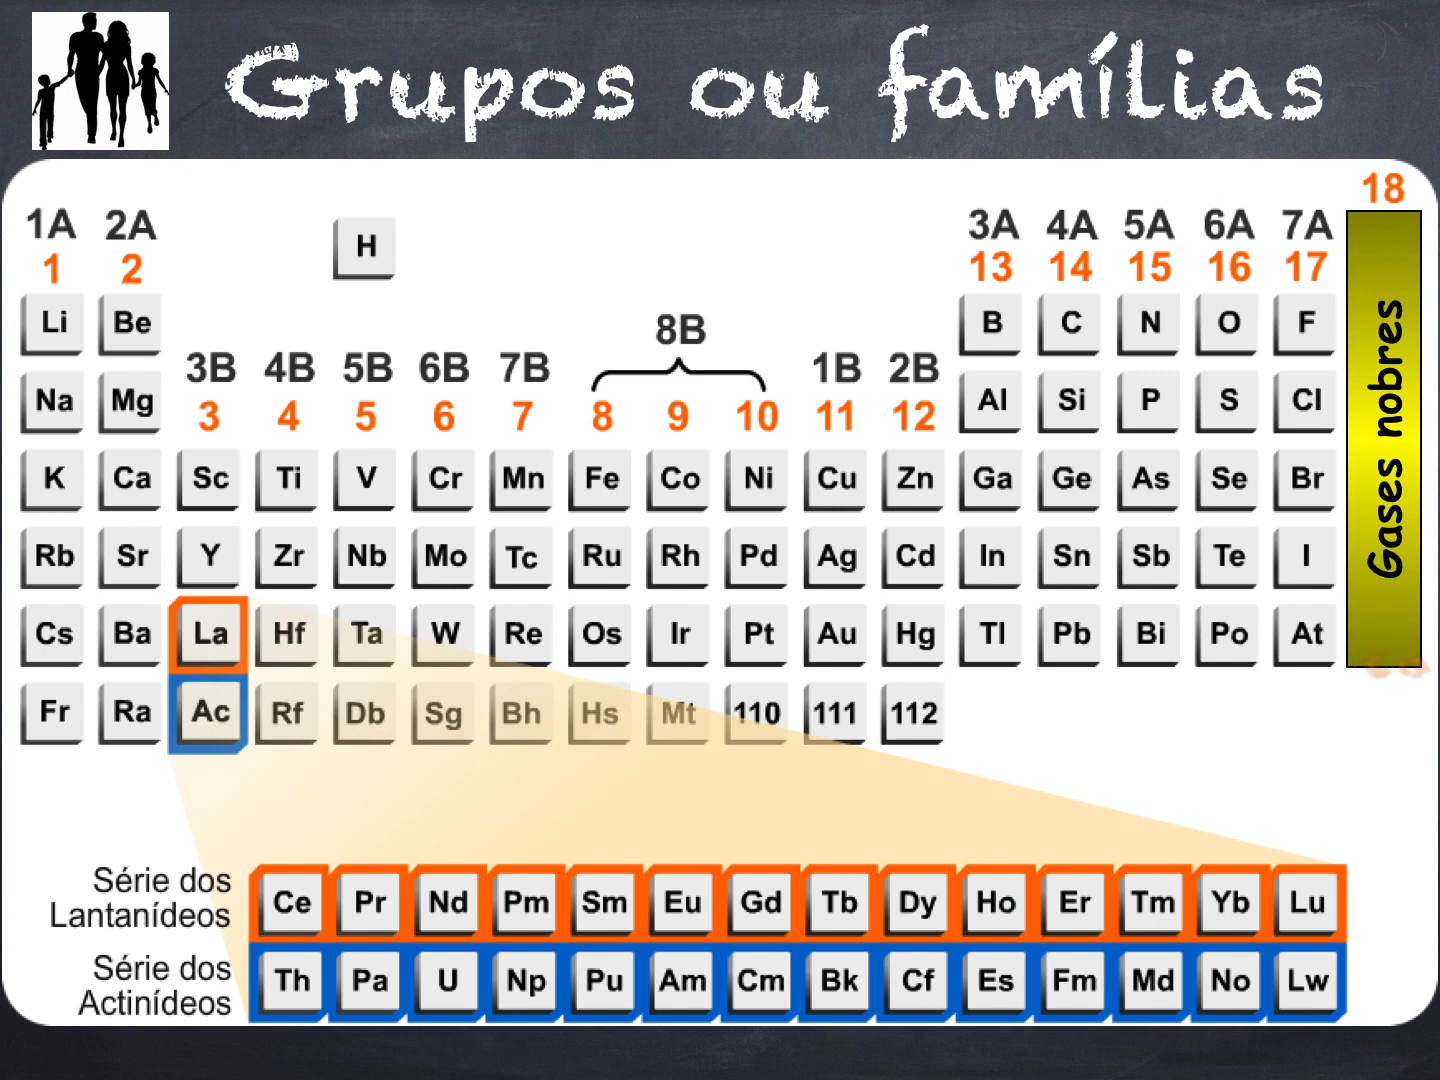 Grupos ou famílias
18
1A 2A H 3A 4A 5A 6A 7A
1 2 13 14 15 16 17
Li Be 8B B C N O F
3B 4B 5B 6B 7B 1B 2B
Na Mg 3 4 5 6 7 8 9 10 11 12 Al Si P S Cl
Gases nobres
K Ca Sc Ti V Cr Mn Fe Co Ni Cu Zn Ga Ge As Se Br
Rb Sr Y Zr Nb Mo Tc Ru Rh Pd Ag Cd In Sn Sb Te I
Cs Ba La Hf Ta W Re Os Ir Pt Au Hg Tl Pb Bi Po At
Fr Ra Ac Rf Db Sg Bh Hs Mt 110 111 112
Série dos
Lantanídeos
Ce Pr Nd Pm Sm Eu Gd Tb Dy Ho Er Tm Yb Lu
Série dos
Actinídeos
Th Pa U Np Pu Am Cm Bk Cf Es Fm Md No Lw